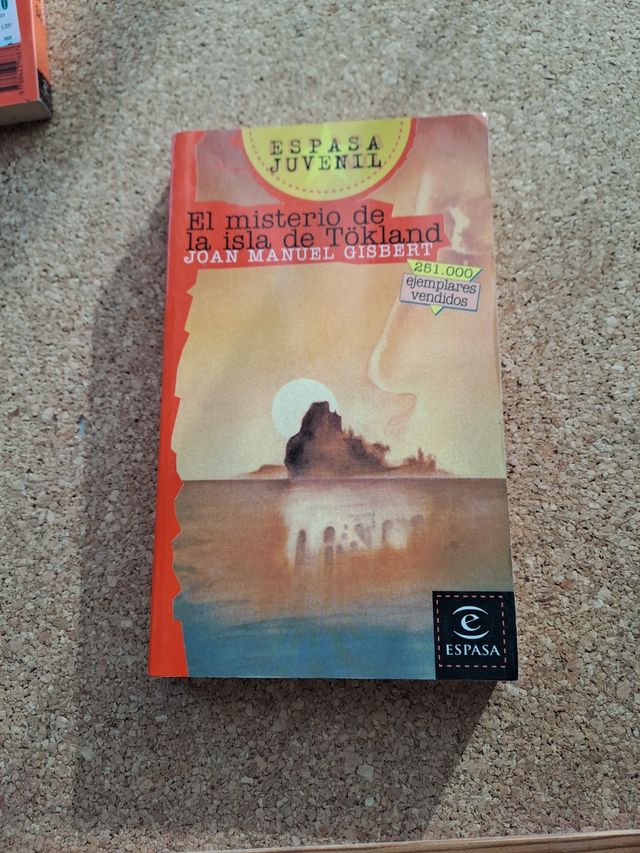 ESPASA
JUVENIL
El misterio de
la isla de Tökland
JOAN MANUEL GISBERT
251.000
ejemplares
vendidos
e
ESPASA